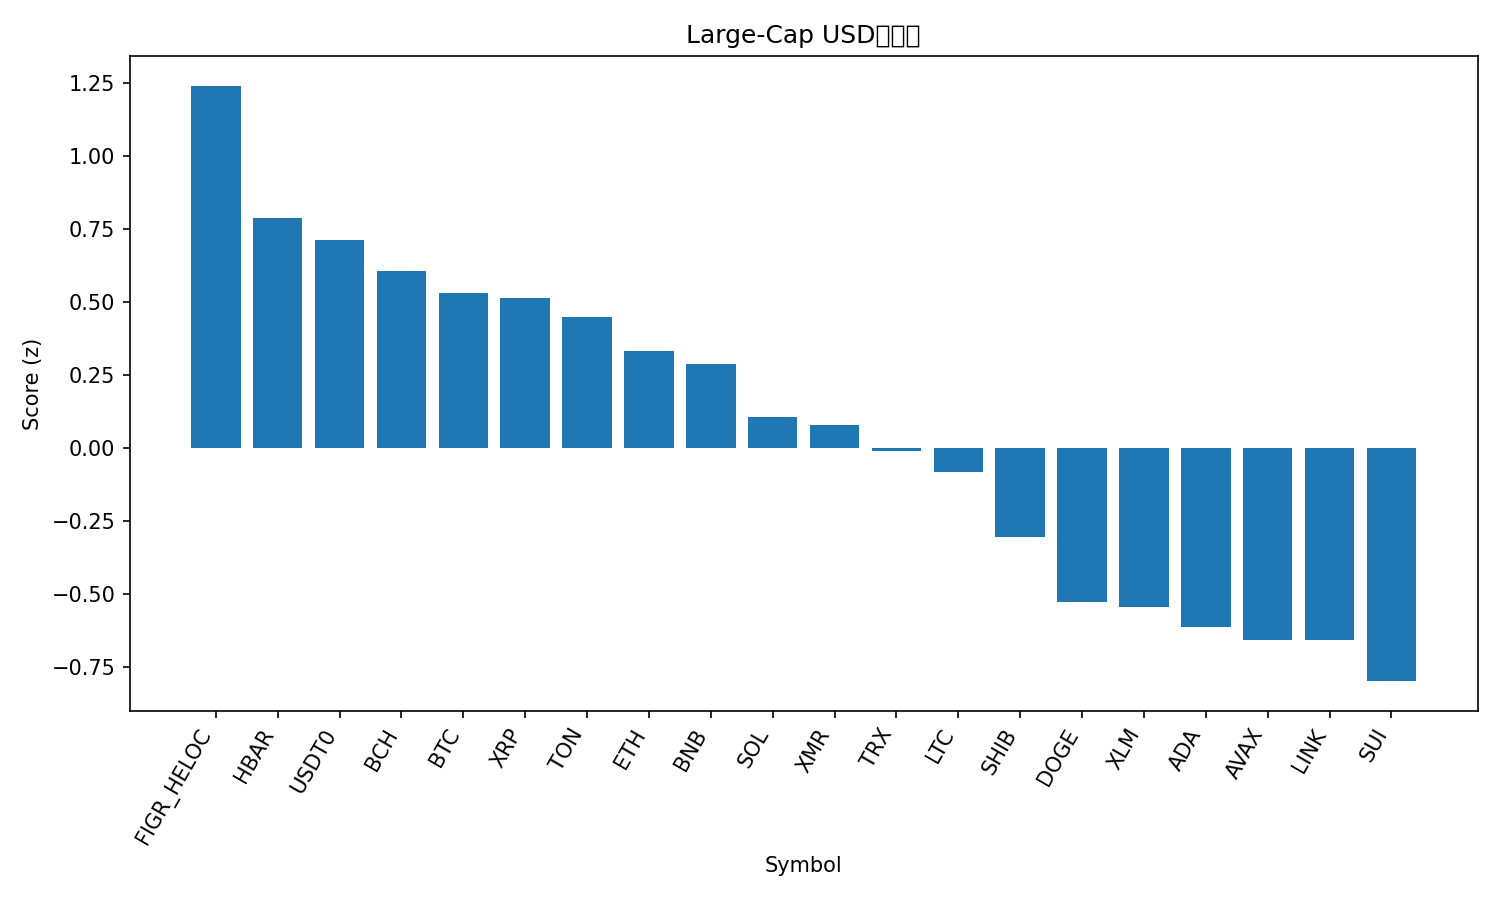 Large-Cap USD
1.25
1.00
0.75
0.50
0.25
0.00
−0.25
−0.50
−0.75
Score (z)
FIGR_HELOC
HBAR
USDT0
BCH
BTC
XRP
TON
ETH
BNB
SOL
XMR
TRX
LTC
SHIB
DOGE
XLM
ADA
AVAX
LINK
SUI
Symbol